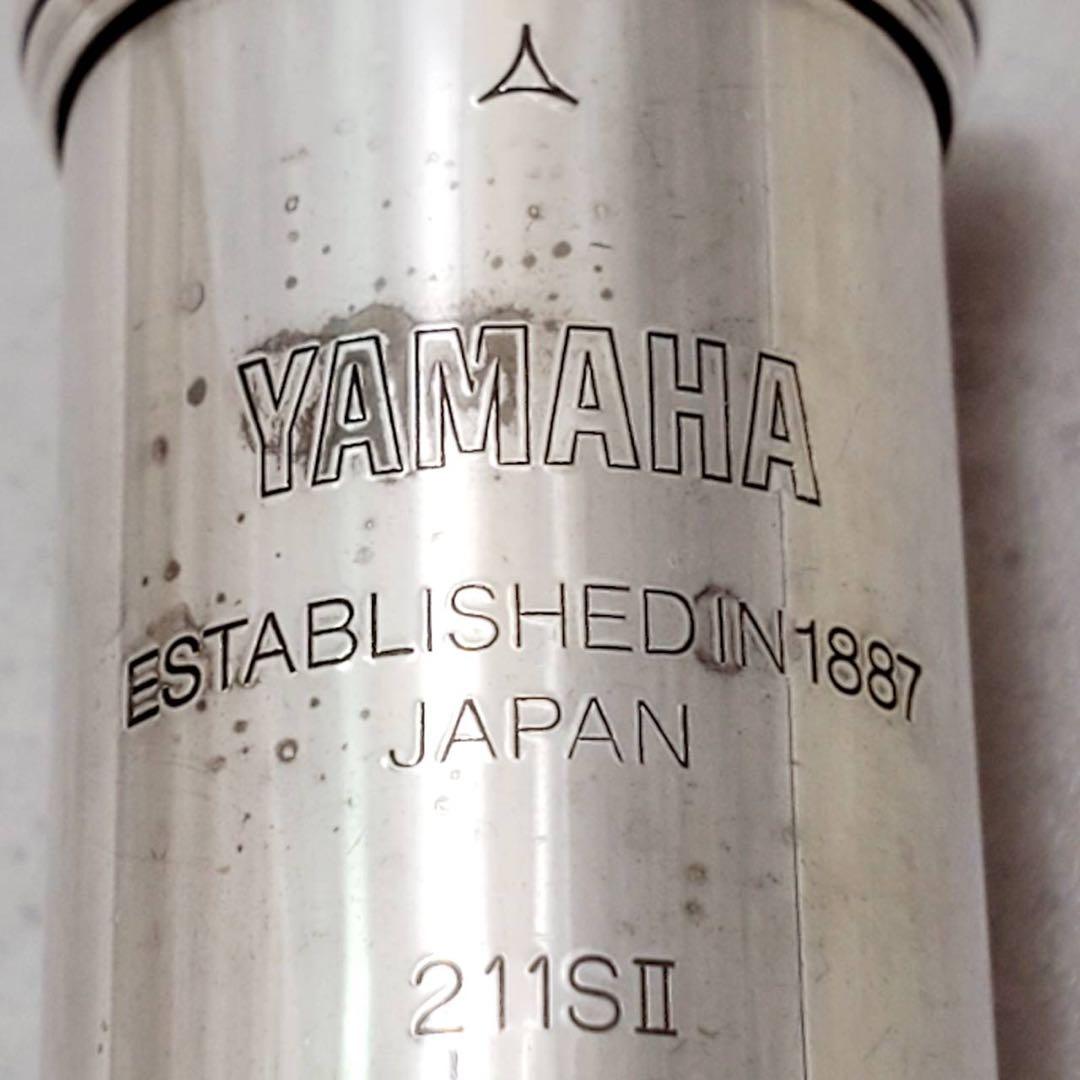 YAMAHA
ESTABLISHED IN 1887
JAPAN
211SⅡ